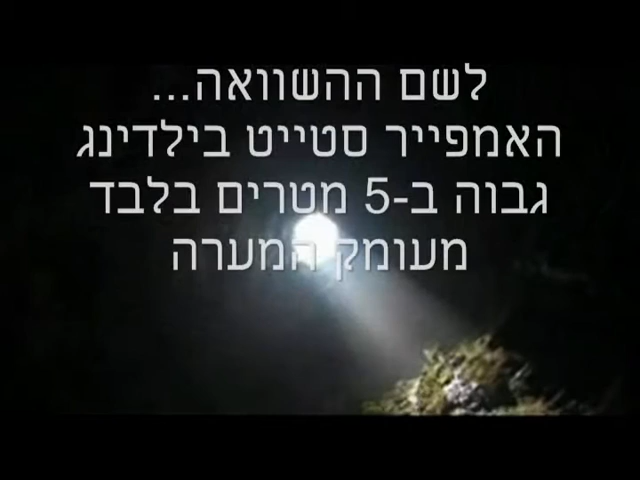 לשם ההשוואה...
האמפייר סטייט בילדינג
גבוה ב-5 מטרים בלבד
מעומק המערה